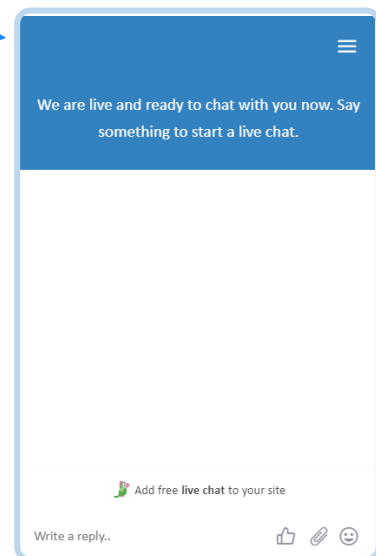 We are live and ready to chat with you now. Say
something to start a live chat.
Add free live chat to your site
Write a reply..